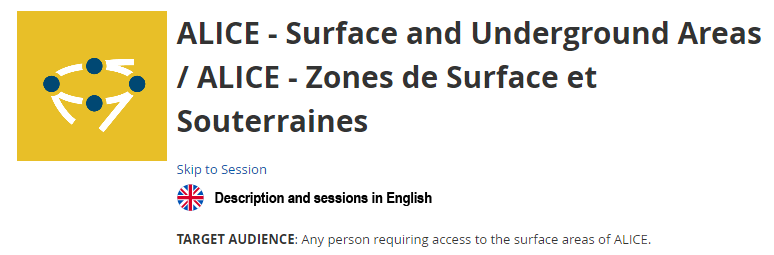 ALICE - Surface and Underground Areas
/ ALICE - Zones de Surface et
Souterraines
Skip to Session
Description and sessions in English
TARGET AUDIENCE: Any person requiring access to the surface areas of ALICE.